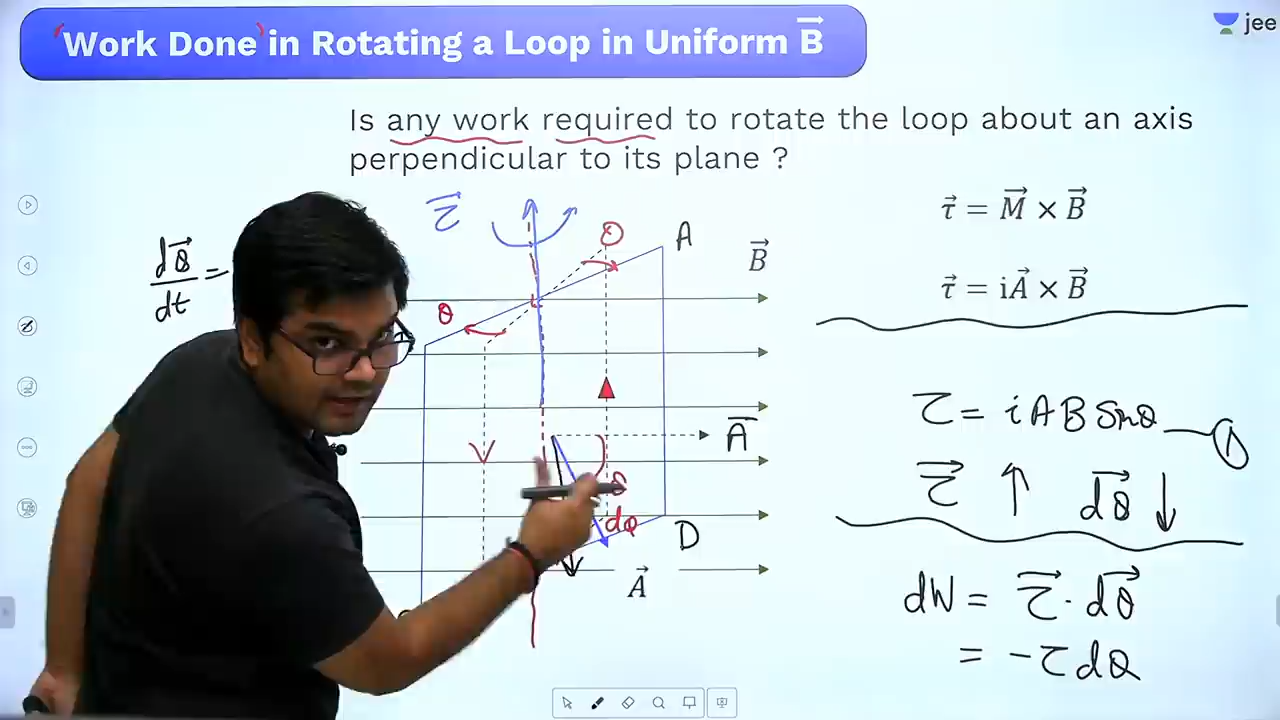 Work Done in Rotating a Loop in Uniform B⃗
jee
Is any work required to rotate the loop about an axis
perpendicular to its plane ?
τ⃗ = M⃗ × B⃗
τ⃗ = iA⃗ × B⃗
τ⃗
θ
A
B⃗
dθ⃗/dt =
θ
τ = iAB Sinθ — 1
A⃗
τ⃗ ↑ dθ⃗ ↓
θ
dθ
D
A⃗
dW = τ⃗ · dθ⃗
= -τdθ